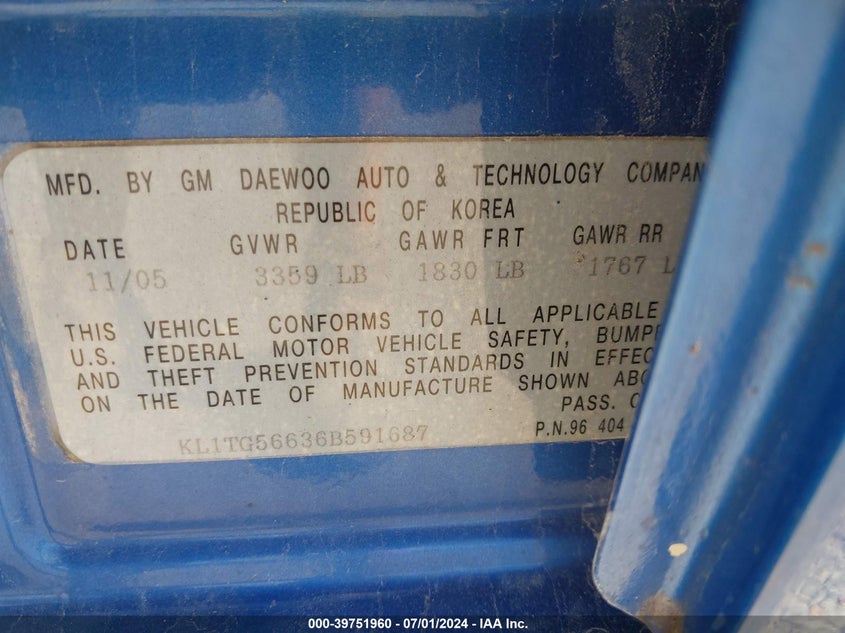 MFD. BY GM DAEWOO AUTO & TECHNOLOGY COMPAN
REPUBLIC OF KOREA
DATE GVWR GAWR FRT GAWR RR
11/05 3359 LB 1830 LB 1767 L
THIS VEHICLE CONFORMS TO ALL APPLICABLE
U.S. FEDERAL MOTOR VEHICLE SAFETY, BUMP
AND THEFT PREVENTION STANDARDS IN EFFEC
ON THE DATE OF MANUFACTURE SHOWN ABO
PASS. C
KL1TG56636B591687 P.N.96 404
000-39751960 - 07/01/2024 - IAA Inc.